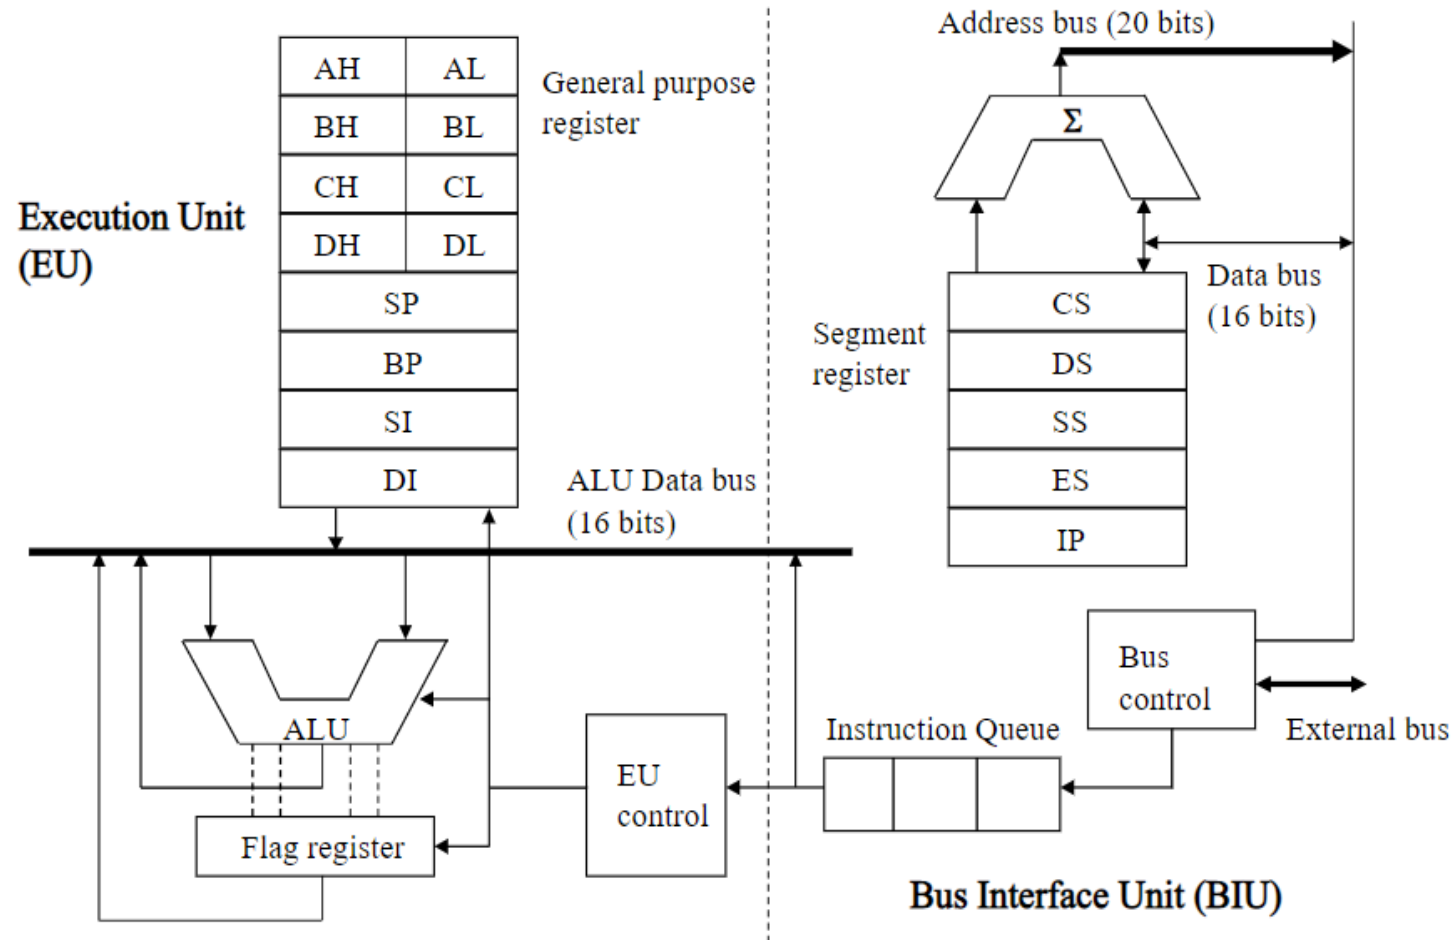 Execution Unit
(EU)
AH AL
BH BL
CH CL
DH DL
SP
BP
SI
DI
General purpose
register
ALU Data bus
(16 bits)
ALU
Flag register
EU
control
Address bus (20 bits)
Σ
Data bus
(16 bits)
Segment
register
CS
DS
SS
ES
IP
Bus
control
External bus
Instruction Queue
Bus Interface Unit (BIU)